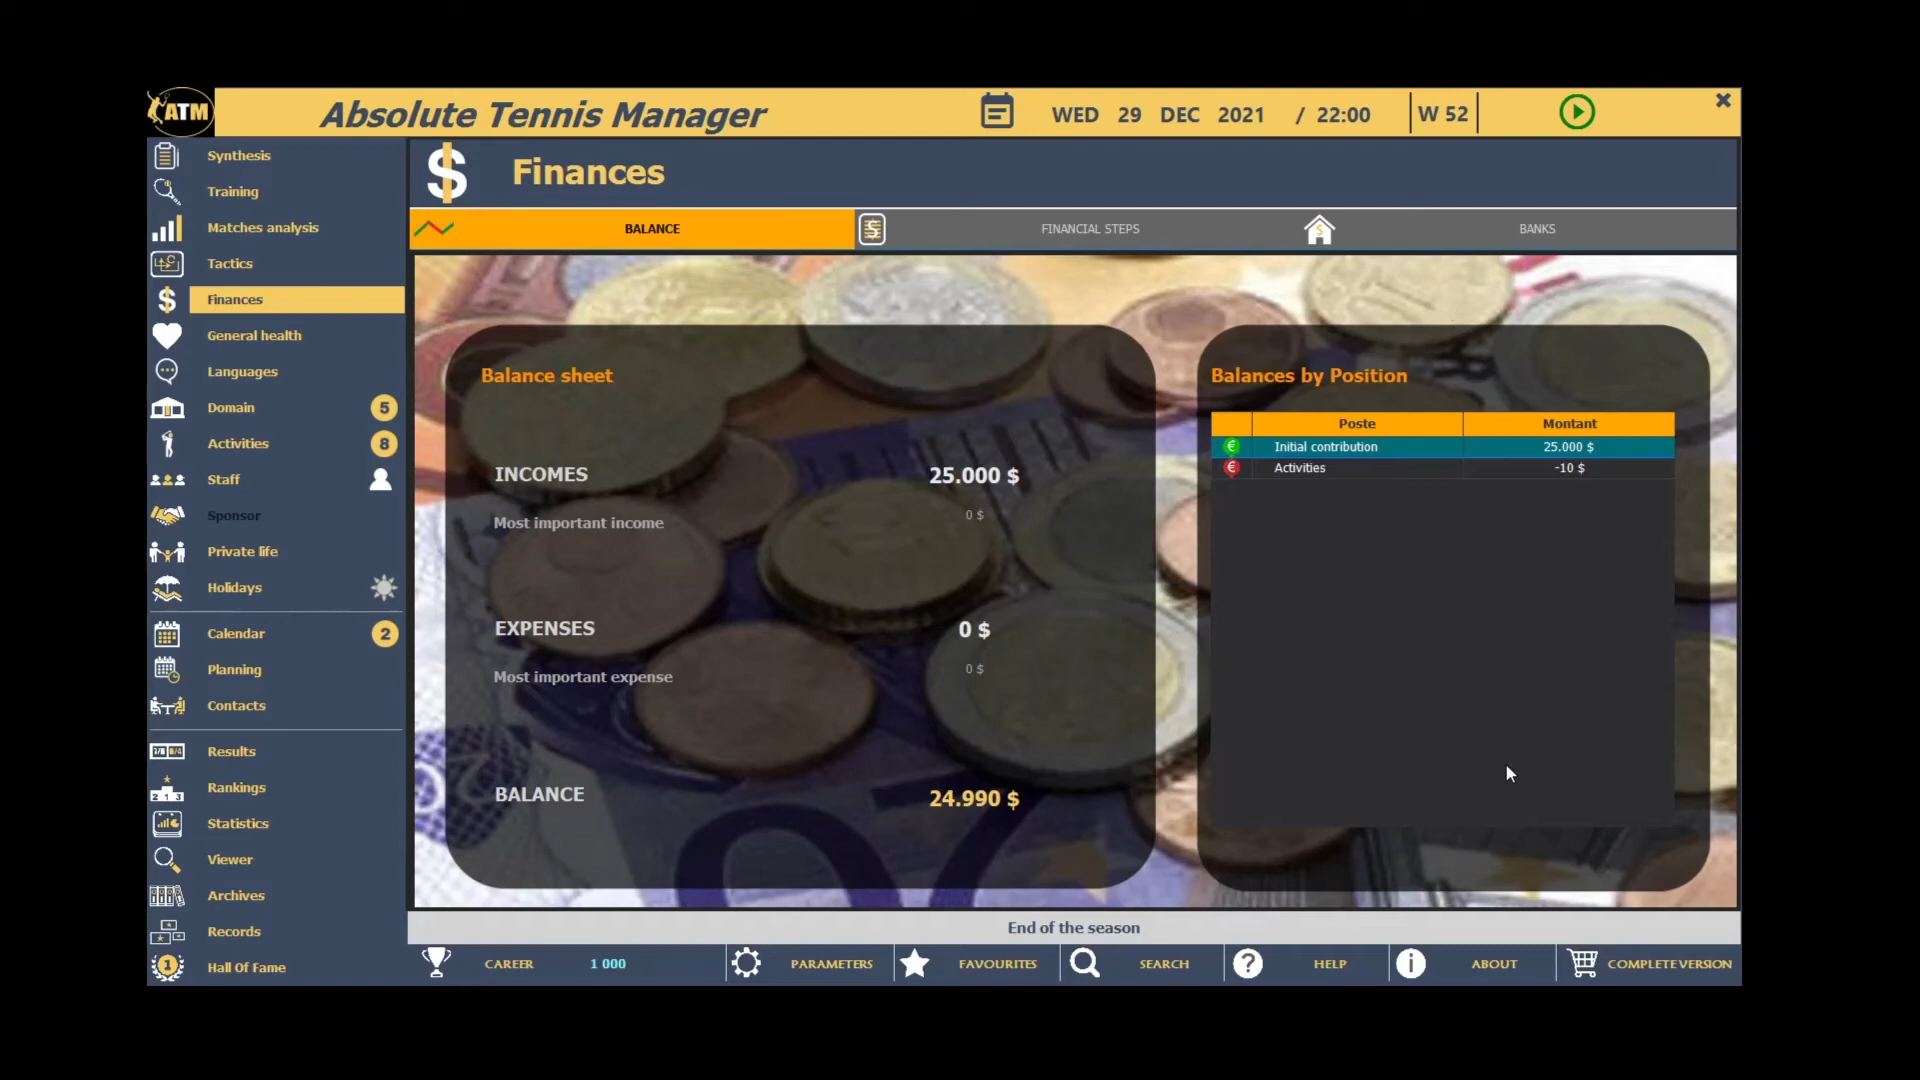 ATM
Absolute Tennis Manager
WED 29 DEC 2021 / 22:00
W 52
Synthesis
Training
Matches analysis
Tactics
Finances
General health
Languages
Domain 5
Activities 8
Staff
Sponsor
Private life
Holidays
Calendar 2
Planning
Contacts
Results
Rankings
Statistics
Viewer
Archives
Records
Hall Of Fame
$ Finances
BALANCE
FINANCIAL STEPS
BANKS
Balance sheet
INCOMES 25.000 $
Most important income 0 $
EXPENSES 0 $
Most important expense 0 $
BALANCE 24.990 $
Balances by Position
Poste Montant
€ Initial contribution 25.000 $
€ Activities -10 $
End of the season
CAREER 1 000
PARAMETERS
FAVOURITES
SEARCH
? HELP
i ABOUT
COMPLETE VERSION